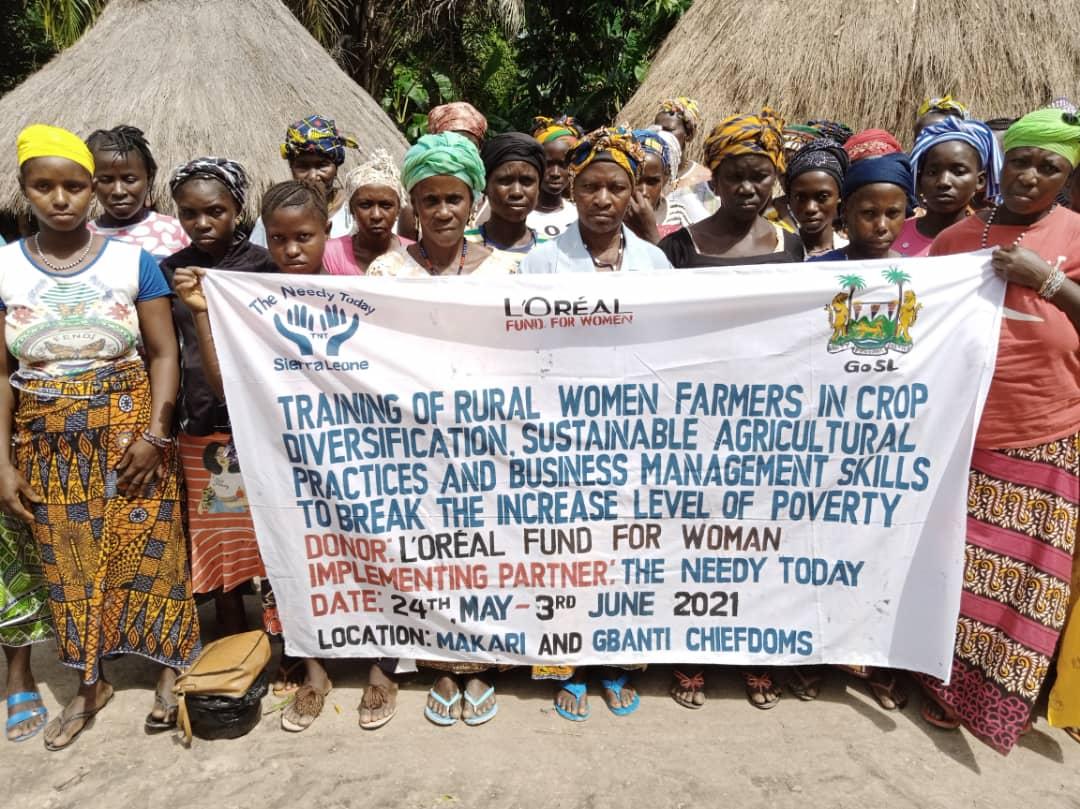 The Needy Today
TNT
Sierra Leone
L'ORÉAL
FUND. FOR WOMEN
GoSL
TRAINING OF RURAL WOMEN FARMERS IN CROP
DIVERSIFICATION, SUSTAINABLE AGRICULTURAL
PRACTICES AND BUSINESS MANAGEMENT SKILLS
TO BREAK THE INCREASE LEVEL OF POVERTY
DONOR: L'ORÉAL FUND FOR WOMAN
IMPLEMENTING PARTNER: THE NEEDY TODAY
DATE: 24TH, MAY - 3RD JUNE 2021
LOCATION: MAKARI AND GBANTI CHIEFDOMS